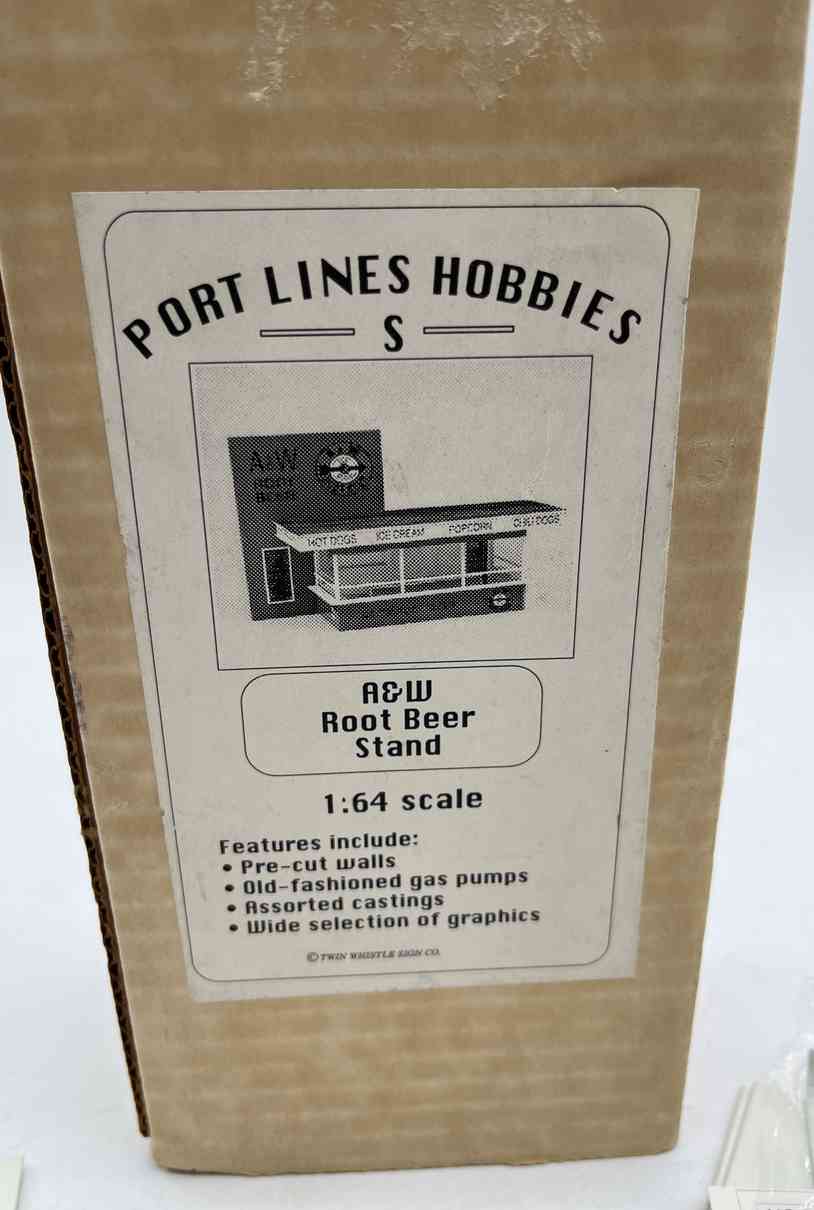 PORT LINES HOBBIES
S
A&W
ROOT
BEER
HOT DOGS ICE CREAM POPCORN CHILI DOGS
A&W
Root Beer
Stand
1:64 scale
Features include:
• Pre-cut walls
• Old-fashioned gas pumps
• Assorted castings
• Wide selection of graphics
© TWIN WHISTLE SIGN CO.